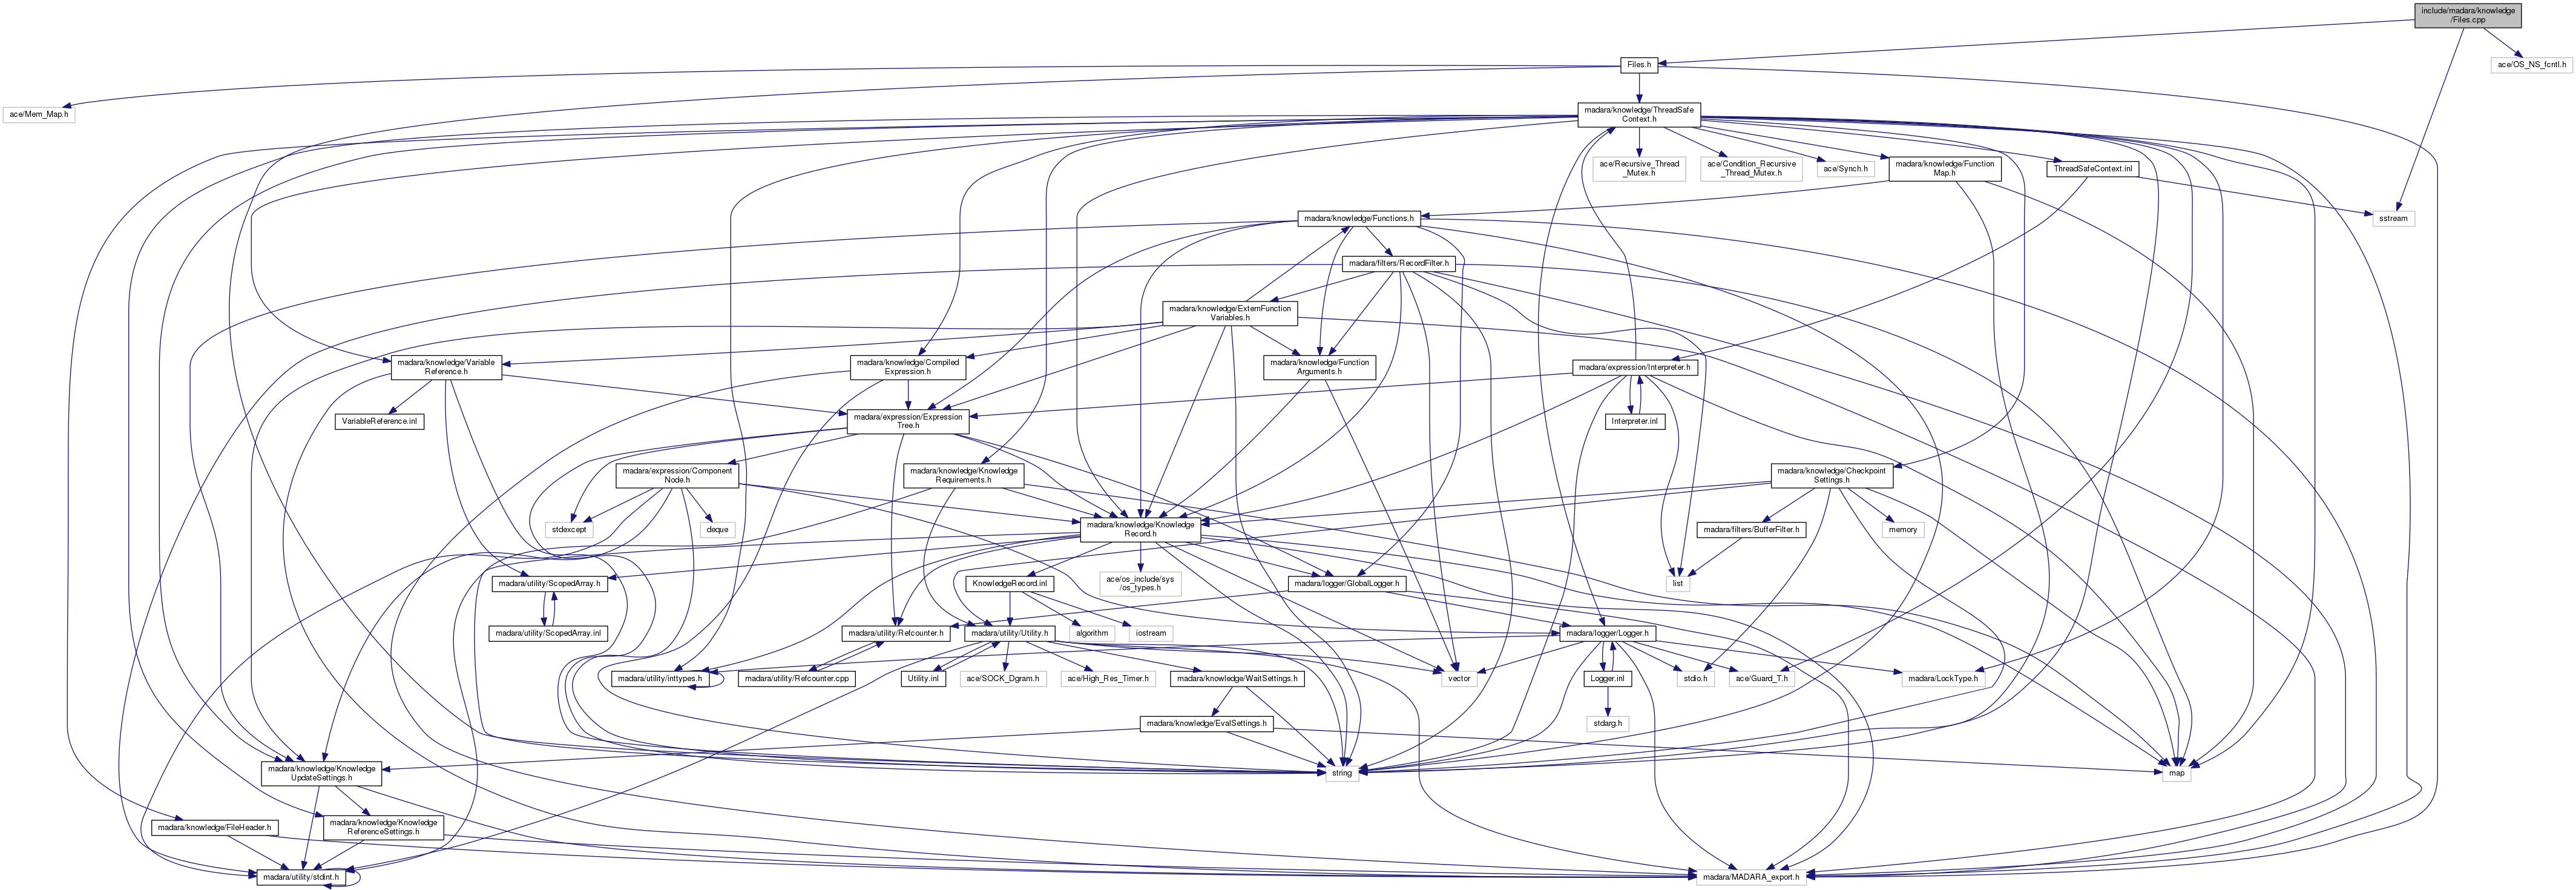 include/madara/knowledge
/Files.cpp
Files.h
ace/OS_NS_fcntl.h
ace/Mem_Map.h
madara/knowledge/ThreadSafe
Context.h
ace/Recursive_Thread
_Mutex.h
ace/Condition_Recursive
_Thread_Mutex.h
ace/Synch.h
madara/knowledge/Function
Map.h
ThreadSafeContext.inl
madara/knowledge/Functions.h
sstream
madara/filters/RecordFilter.h
madara/knowledge/ExternFunction
Variables.h
madara/knowledge/Variable
Reference.h
madara/knowledge/Compiled
Expression.h
madara/knowledge/Function
Arguments.h
madara/expression/Interpreter.h
VariableReference.inl
madara/expression/Expression
Tree.h
Interpreter.inl
madara/expression/Component
Node.h
madara/knowledge/Knowledge
Requirements.h
madara/knowledge/Checkpoint
Settings.h
stdexcept
deque
madara/knowledge/Knowledge
Record.h
madara/filters/BufferFilter.h
memory
madara/utility/ScopedArray.h
KnowledgeRecord.inl
ace/os_include/sys
/os_types.h
madara/logger/GlobalLogger.h
list
madara/utility/ScopedArray.inl
madara/utility/Refcounter.h
madara/utility/Utility.h
algorithm
iostream
madara/logger/Logger.h
madara/utility/inttypes.h
madara/utility/Refcounter.cpp
Utility.inl
ace/SOCK_Dgram.h
ace/High_Res_Timer.h
madara/knowledge/WaitSettings.h
vector
Logger.inl
stdio.h
ace/Guard_T.h
madara/LockType.h
madara/knowledge/EvalSettings.h
stdarg.h
madara/knowledge/Knowledge
UpdateSettings.h
string
map
madara/knowledge/FileHeader.h
madara/knowledge/Knowledge
ReferenceSettings.h
madara/utility/stdint.h
madara/MADARA_export.h